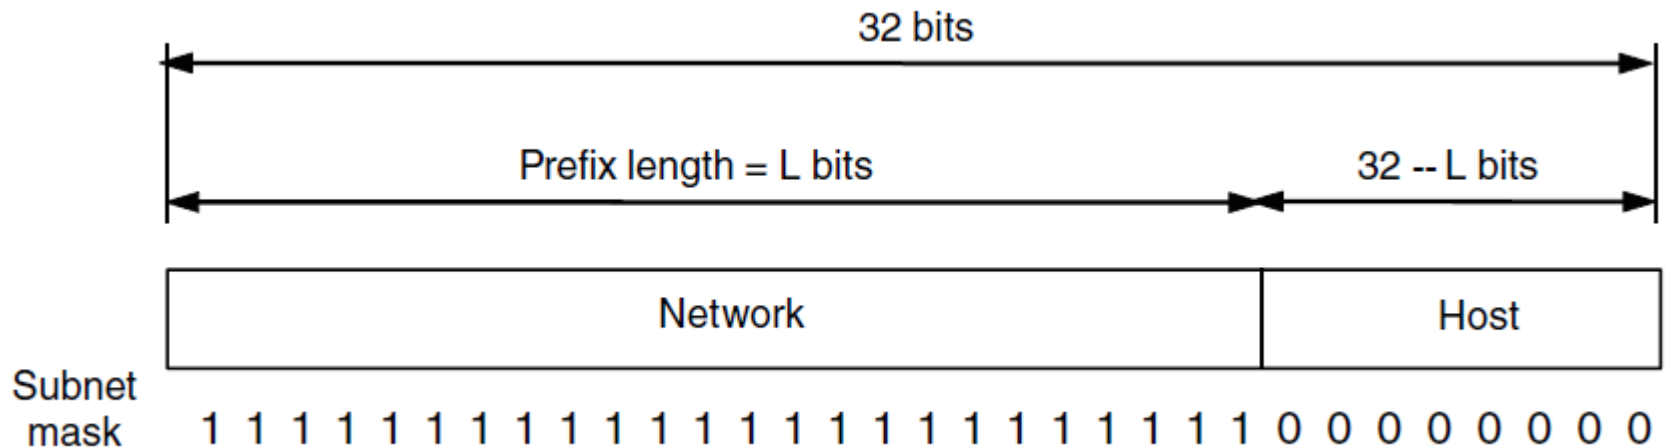 32 bits
Prefix length = L bits
32 -- L bits
Network
Host
Subnet
mask
1 1 1 1 1 1 1 1 1 1 1 1 1 1 1 1 1 1 1 1 1 1 1 1 0 0 0 0 0 0 0 0